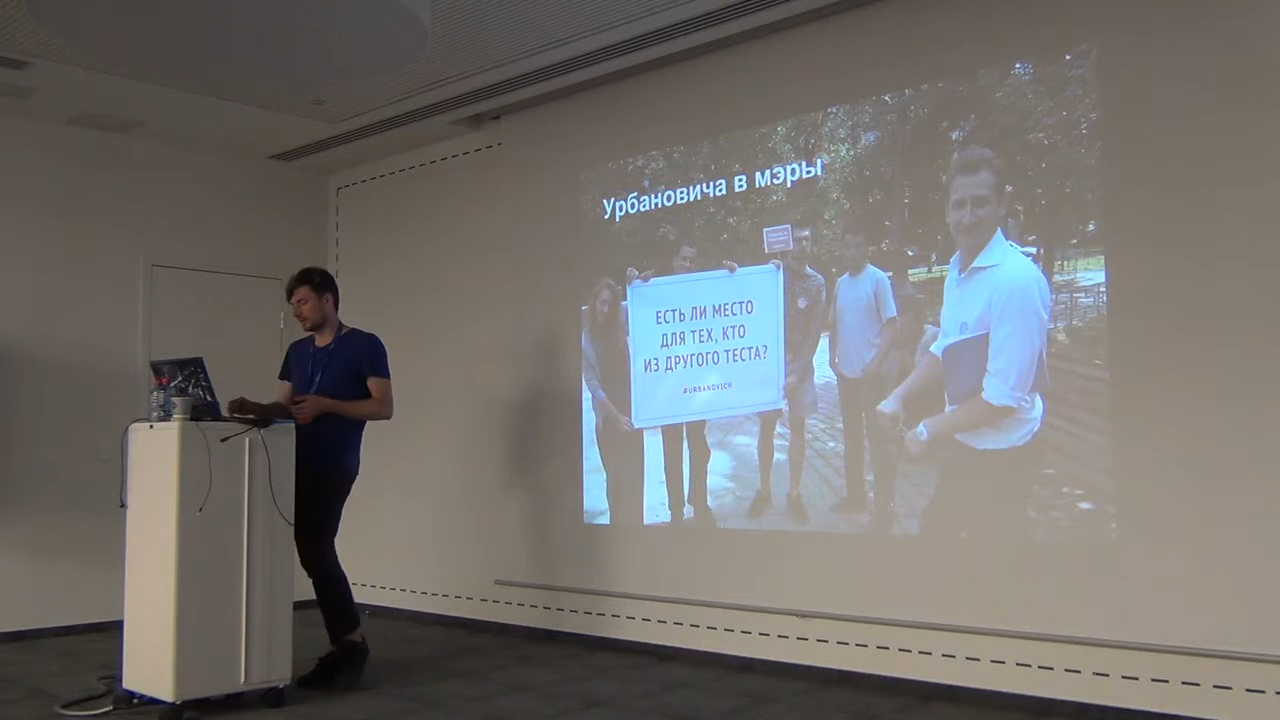 Урбановича в мэры
ЕСТЬ ЛИ МЕСТО
ДЛЯ ТЕХ, КТО
ИЗ ДРУГОГО ТЕСТА?
#URBANOVICH